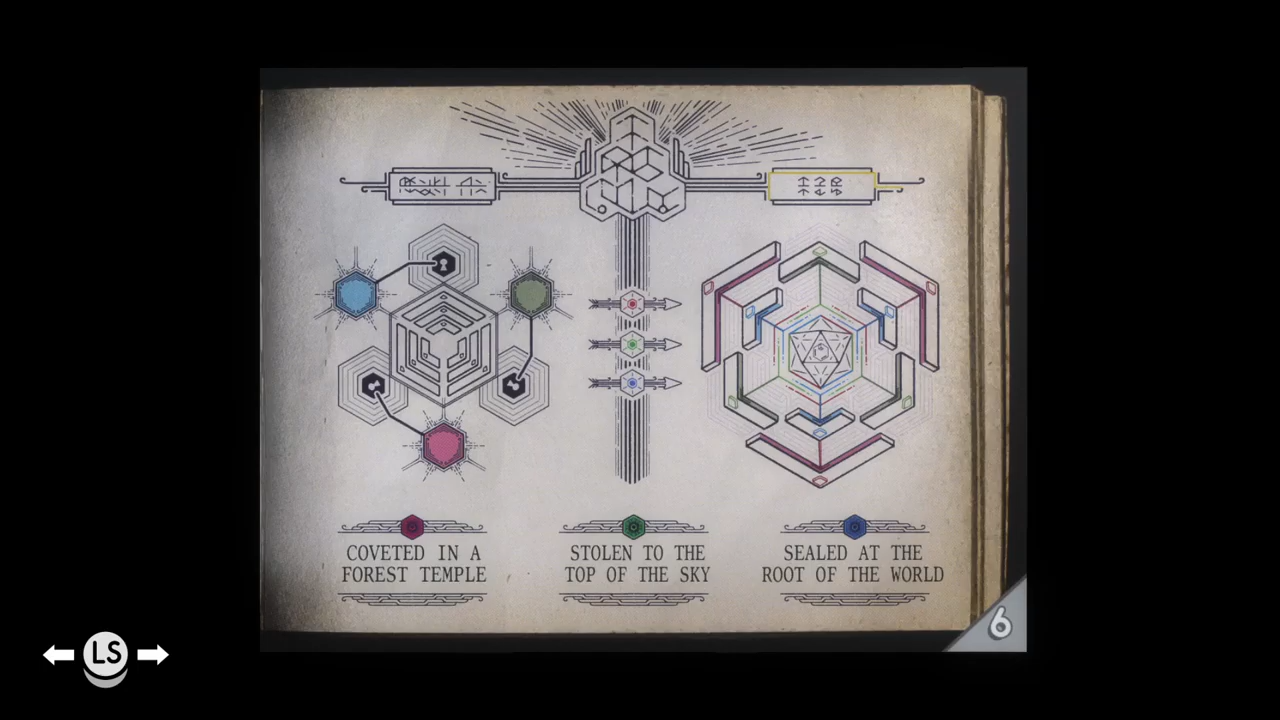 COVETED IN A
FOREST TEMPLE
STOLEN TO THE
TOP OF THE SKY
SEALED AT THE
ROOT OF THE WORLD
6
LS